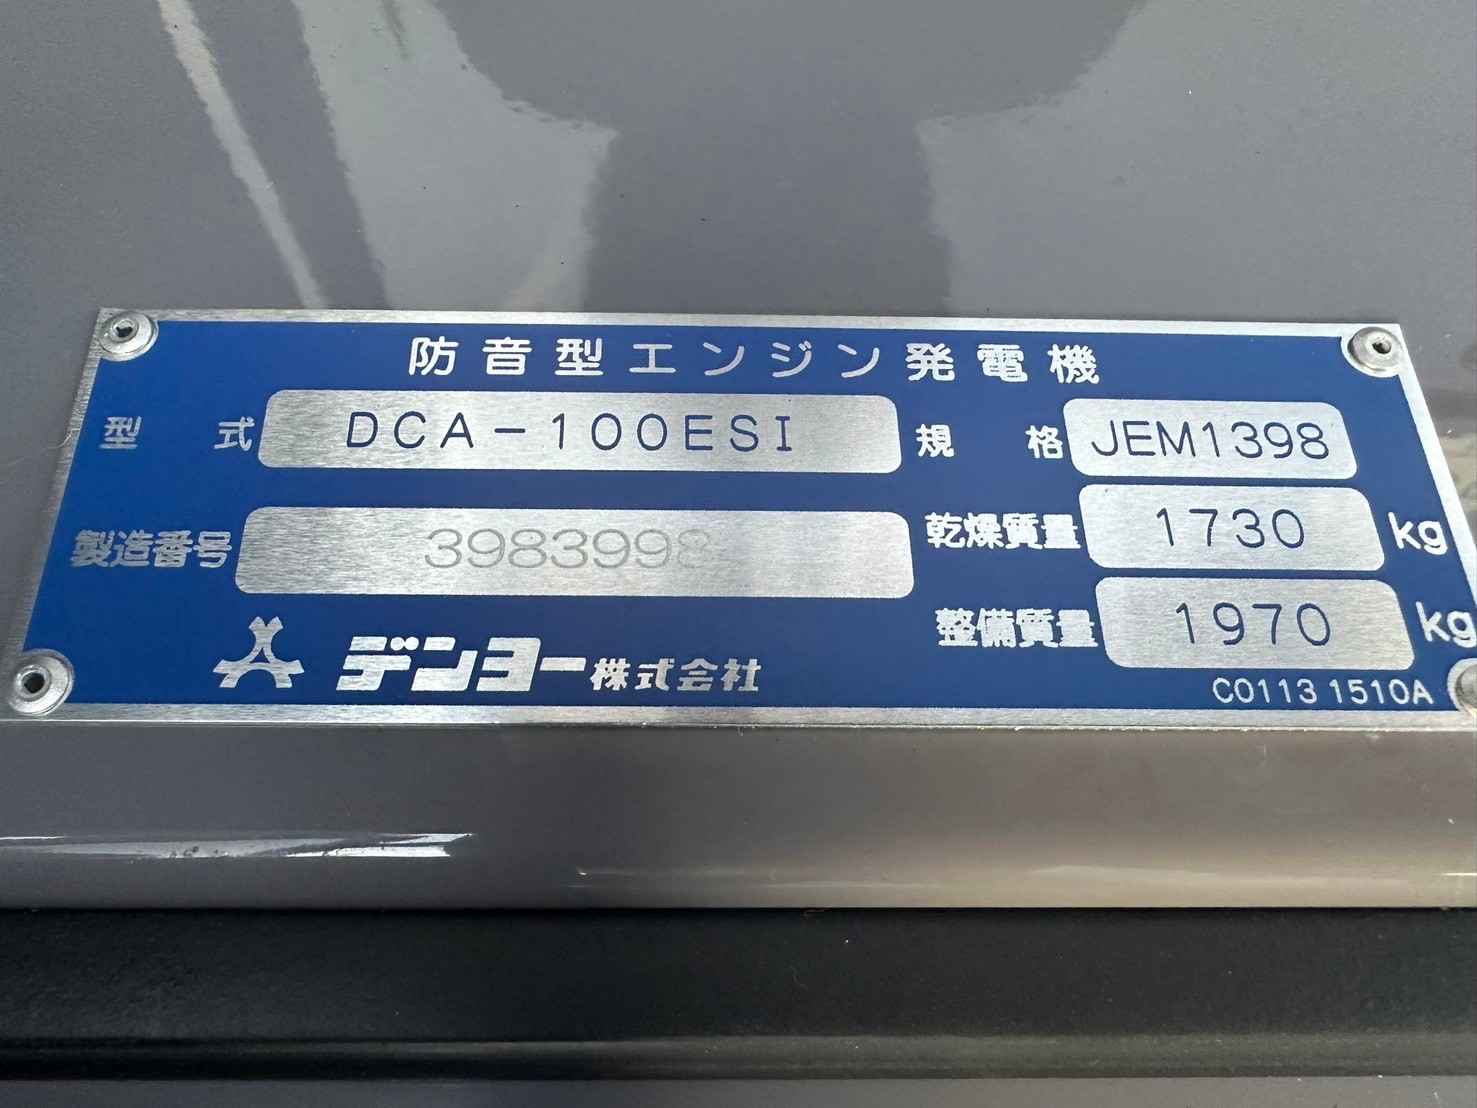 防音型エンジン発電機
型式 DCA-100ESI 規格 JEM1398
製造番号 3983998 乾燥質量 1730 kg
整備質量 1970 kg
デンヨー株式会社
C01131510A